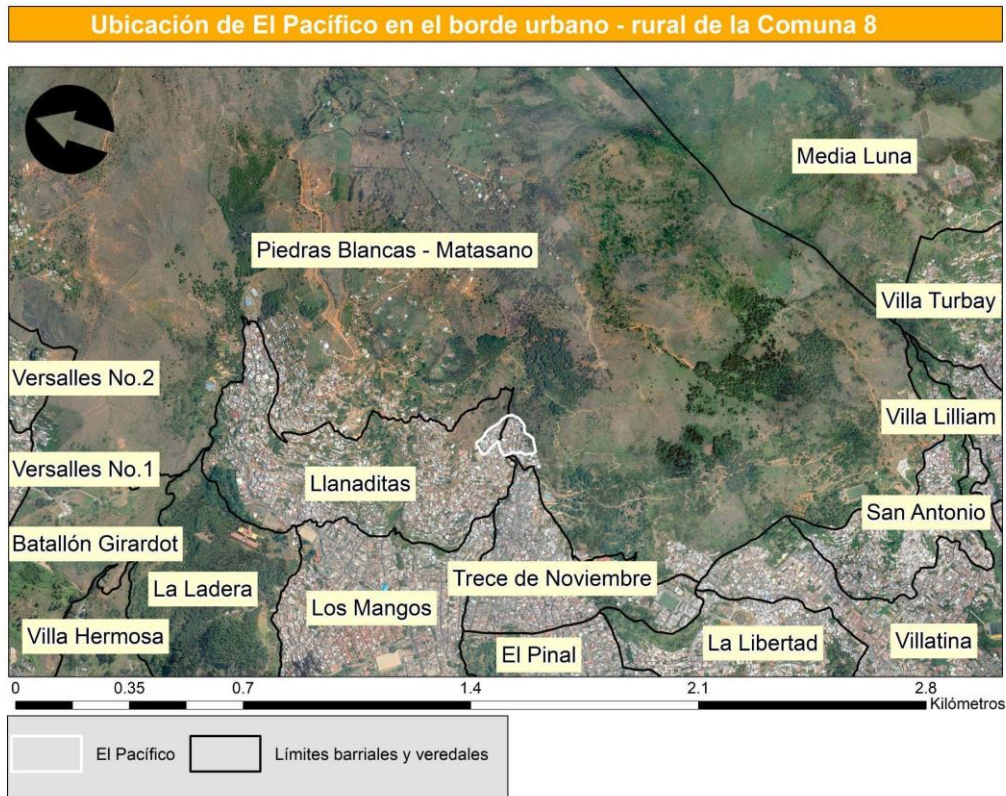 Ubicación de El Pacífico en el borde urbano - rural de la Comuna 8
Media Luna
Piedras Blancas - Matasano
Villa Turbay
Versalles No.2
Villa Lilliam
Versalles No.1
Llanaditas
San Antonio
Batallón Girardot
La Ladera
Trece de Noviembre
Los Mangos
Villa Hermosa
La Libertad
Villatina
El Pinal
0 0.35 0.7 1.4 2.1 2.8
Kilómetros
El Pacífico
Límites barriales y veredales